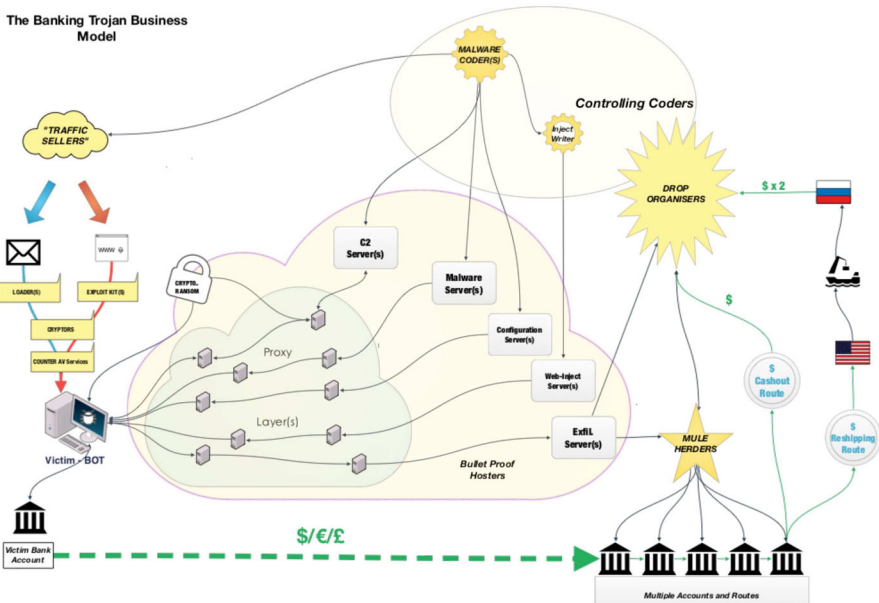 The Banking Trojan Business
Model
MALWARE
CODER(S)
Controlling Coders
Inject
Writer
"TRAFFIC
SELLERS"
DROP
ORGANISERS
$ x 2
C2
Server(s)
WWW
CRYPTO..
RANSOM
Malware
Server(s)
LOADER(S)
EXPLOIT KIT(S)
$
CRYPTORS
Configuration
Server(s)
Proxy
COUNTER AV Services
Web-Inject
Server(s)
$
Cashout
Route
Layer(s)
ExfiL
Server(s)
MULE
HERDERS
$
Reshipping
Route
Victim - BOT
Bullet Proof
Hosters
$/€/£
Victim Bank
Account
Multiple Accounts and Routes